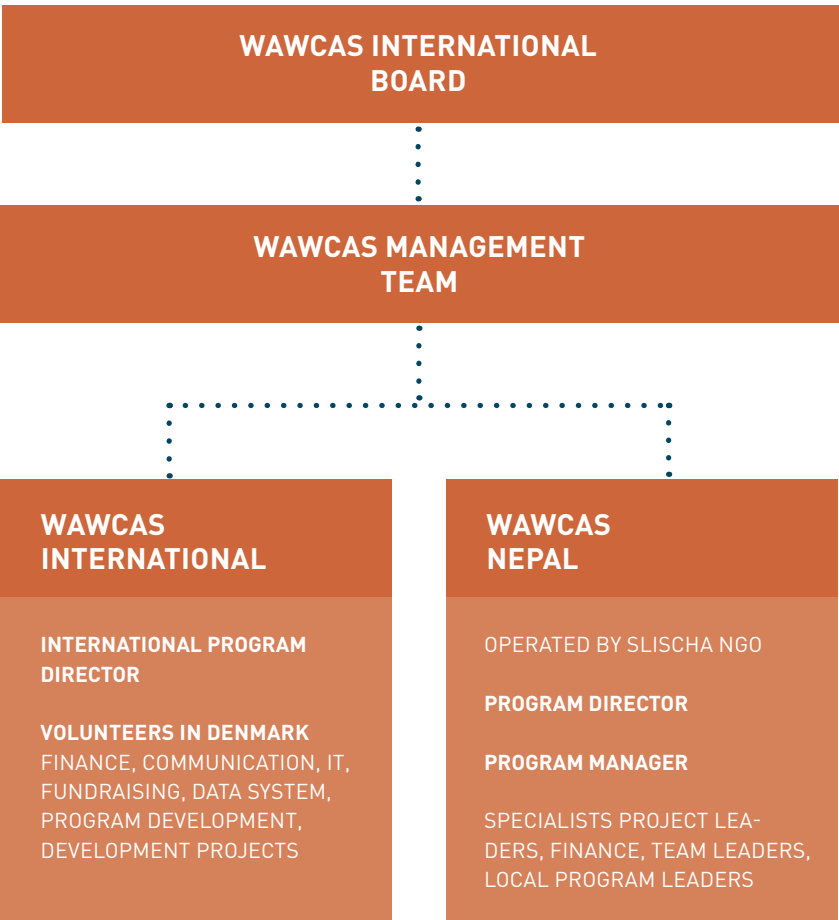 WAWCAS INTERNATIONAL
BOARD
WAWCAS MANAGEMENT
TEAM
WAWCAS
INTERNATIONAL
INTERNATIONAL PROGRAM
DIRECTOR
VOLUNTEERS IN DENMARK
FINANCE, COMMUNICATION, IT,
FUNDRAISING, DATA SYSTEM,
PROGRAM DEVELOPMENT,
DEVELOPMENT PROJECTS
WAWCAS
NEPAL
OPERATED BY SLISCHA NGO
PROGRAM DIRECTOR
PROGRAM MANAGER
SPECIALISTS PROJECT LEA-
DERS, FINANCE, TEAM LEADERS,
LOCAL PROGRAM LEADERS